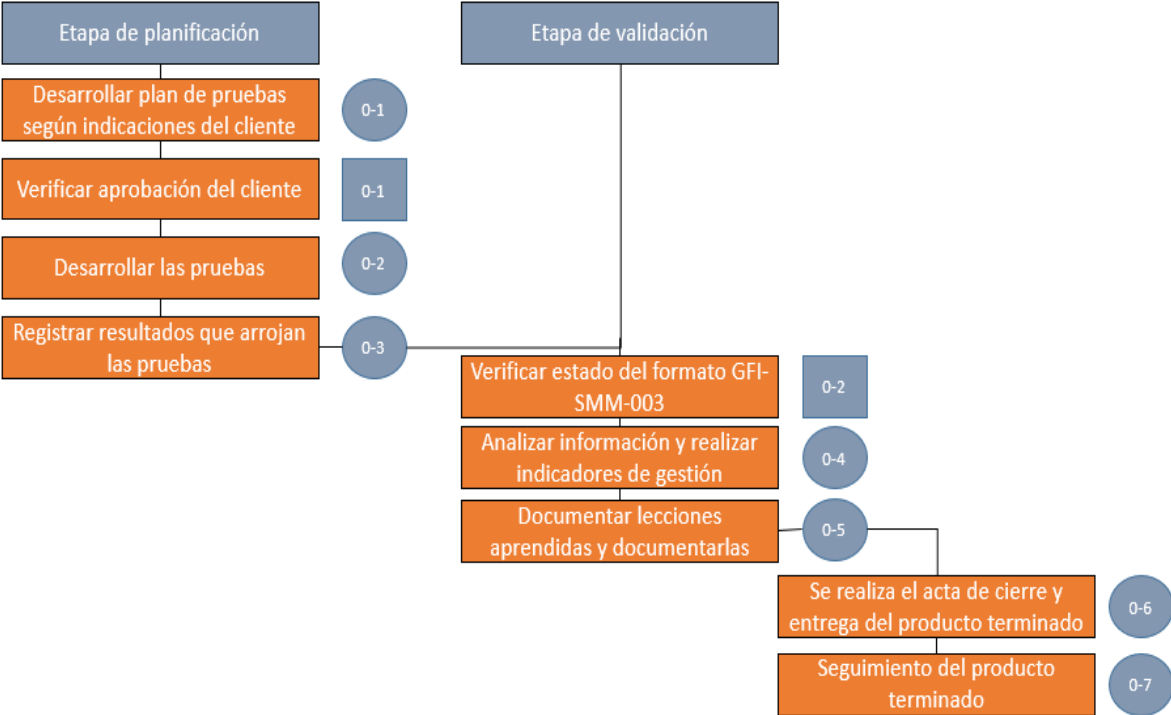 Etapa de planificación
Etapa de validación
Desarrollar plan de pruebas
según indicaciones del cliente
0-1
Verificar aprobación del cliente
0-1
Desarrollar las pruebas
0-2
Registrar resultados que arrojan
las pruebas
0-3
Verificar estado del formato GFI-
SMM-003
0-2
Analizar información y realizar
indicadores de gestión
0-4
Documentar lecciones
aprendidas y documentarlas
0-5
Se realiza el acta de cierre y
entrega del producto terminado
0-6
Seguimiento del producto
terminado
0-7